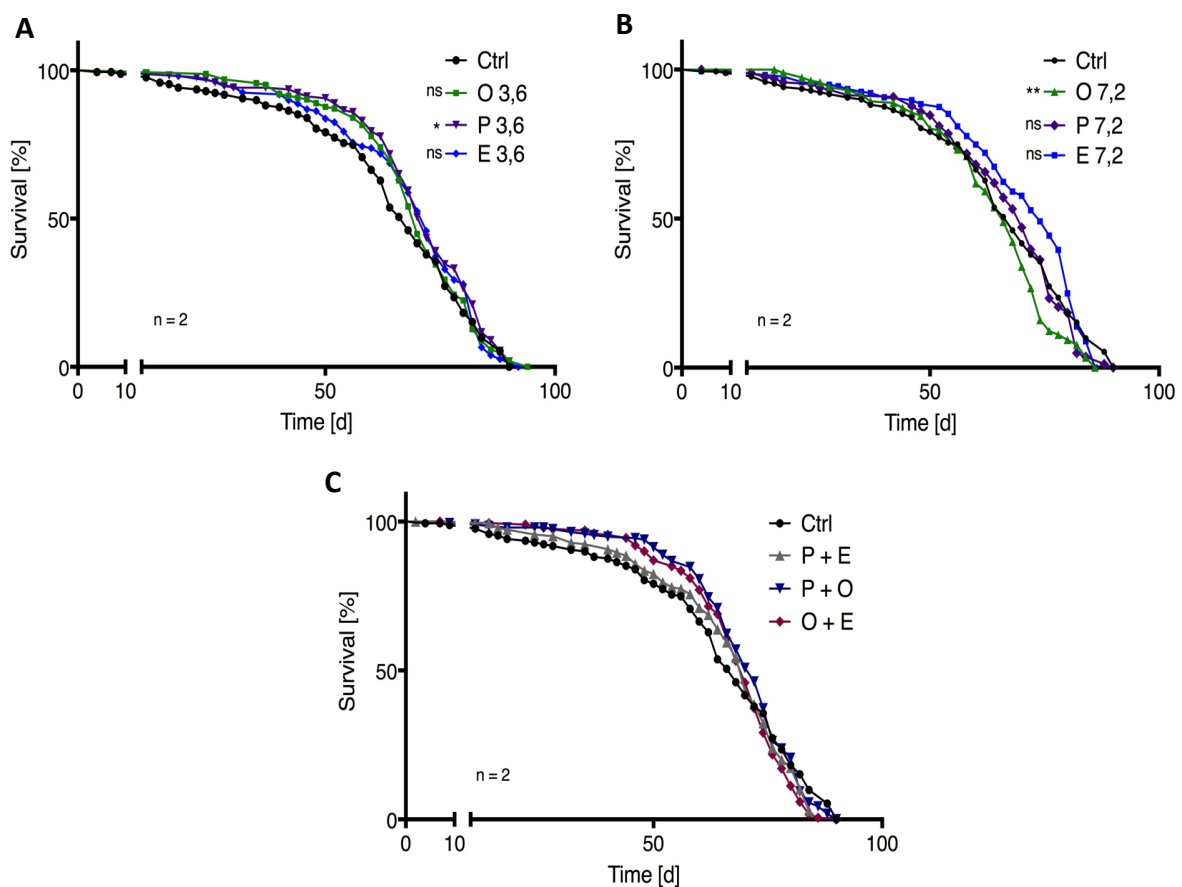 A
Survival [%]
100
50
0
0 10 50 100
Time [d]
n = 2
Ctrl
ns O 3,6
* P 3,6
ns E 3,6
B
Survival [%]
100
50
0
0 10 50 100
Time [d]
n = 2
Ctrl
** O 7,2
ns P 7,2
ns E 7,2
C
Survival [%]
100
50
0
0 10 50 100
Time [d]
n = 2
Ctrl
P + E
P + O
O + E